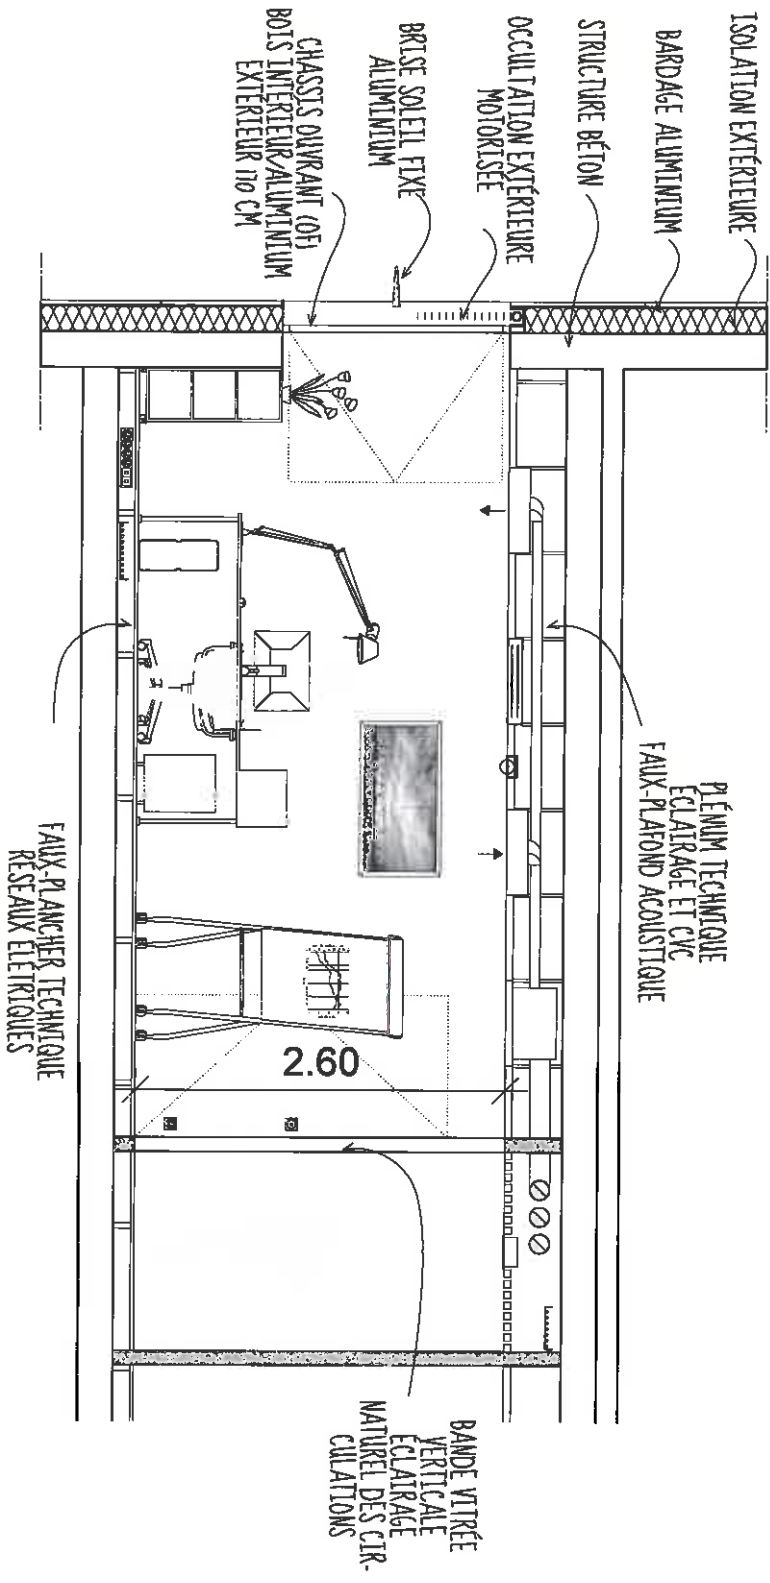 ISOLATION EXTÉRIEURE
BARDAGE ALUMINIUM
STRUCTURE BÉTON
OCCULTATION EXTÉRIEURE
MOTORISÉE
BRISE SOLEIL FIXE
ALUMINIUM
CHASSIS OUVRANT (OF)
BOIS INTÉRIEUR/ALUMINIUM
EXTÉRIEUR 170 CM
PLÉNUM TECHNIQUE
ÉCLAIRAGE ET CVC
FAUX-PLAFOND ACOUSTIQUE
2.60
FAUX-PLANCHER TECHNIQUE
RÉSEAUX ÉLETRIQUES
BANDE VITRÉE
VERTICALE
ÉCLAIRAGE
NATUREL DES CIR-
CULATIONS